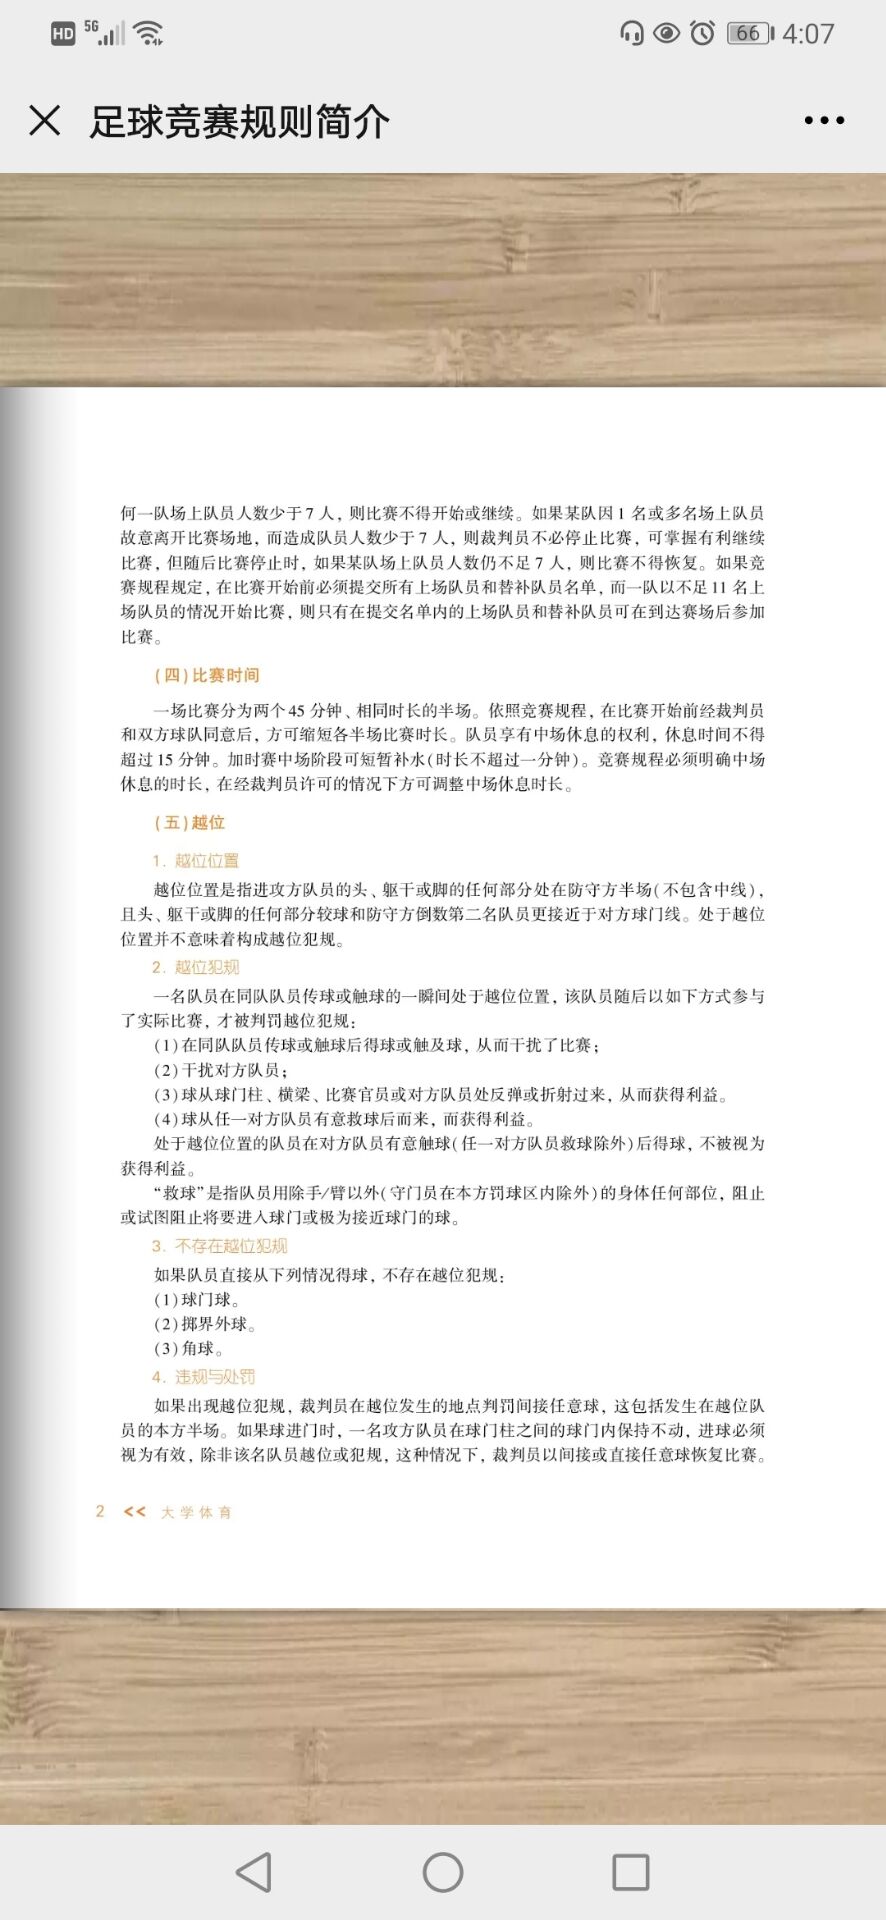 HD 5G 66 4:07
足球竞赛规则简介
何一队场上队员人数少于 7 人，则比赛不得开始或继续。如果某队因 1 名或多名场上队员
故意离开比赛场地，而造成队员人数少于 7 人，则裁判员不必停止比赛，可掌握有利继续
比赛，但随后比赛停止时，如果某队场上队员人数仍不足 7 人，则比赛不得恢复。如果竞
赛规程规定，在比赛开始前必须提交所有上场队员和替补队员名单，而一队以不足 11 名上
场队员的情况开始比赛，则只有在提交名单内的上场队员和替补队员可在到达赛场后参加
比赛。
(四)比赛时间
一场比赛分为两个 45 分钟、相同时长的半场。依照竞赛规程，在比赛开始前经裁判员
和双方球队同意后，方可缩短各半场比赛时长。队员享有中场休息的权利，休息时间不得
超过 15 分钟。加时赛中场阶段可短暂补水(时长不超过一分钟)。竞赛规程必须明确中场
休息的时长，在经裁判员许可的情况下方可调整中场休息时长。
(五)越位
1. 越位位置
越位位置是指进攻方队员的头、躯干或脚的任何部分处在防守方半场(不包含中线)，
且头、躯干或脚的任何部分较球和防守方倒数第二名队员更接近于对方球门线。处于越位
位置并不意味着构成越位犯规。
2. 越位犯规
一名队员在同队队员传球或触球的一瞬间处于越位位置，该队员随后以如下方式参与
了实际比赛，才被判罚越位犯规：
(1)在同队队员传球或触球后得球或触及球，从而干扰了比赛；
(2)干扰对方队员；
(3)球从球门柱、横梁、比赛官员或对方队员处反弹或折射过来，从而获得利益。
(4)球从任一对方队员有意救球后而来，而获得利益。
处于越位位置的队员在对方队员有意触球(任一对方队员救球除外)后得球，不被视为
获得利益。
“救球”是指队员用除手/臂以外(守门员在本方罚球区内除外)的身体任何部位，阻止
或试图阻止将要进入球门或极为接近球门的球。
3. 不存在越位犯规
如果队员直接从下列情况得球，不存在越位犯规：
(1)球门球。
(2)掷界外球。
(3)角球。
4. 违规与处罚
如果出现越位犯规，裁判员在越位发生的地点判罚间接任意球，这包括发生在越位队
员的本方半场。如果球进门时，一名攻方队员在球门柱之间的球门内保持不动，进球必须
视为有效，除非该名队员越位或犯规，这种情况下，裁判员以间接或直接任意球恢复比赛。
2 << 大学体育